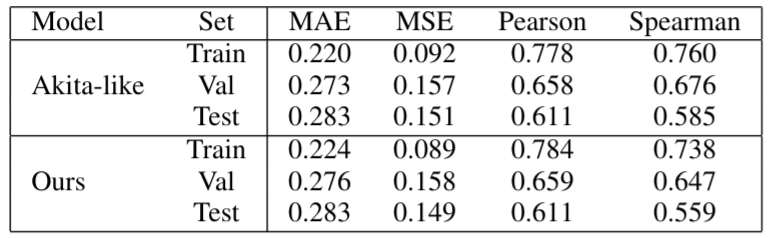 Model Set MAE MSE Pearson Spearman
Train 0.220 0.092 0.778 0.760
Akita-like Val 0.273 0.157 0.658 0.676
Test 0.283 0.151 0.611 0.585
Train 0.224 0.089 0.784 0.738
Ours Val 0.276 0.158 0.659 0.647
Test 0.283 0.149 0.611 0.559